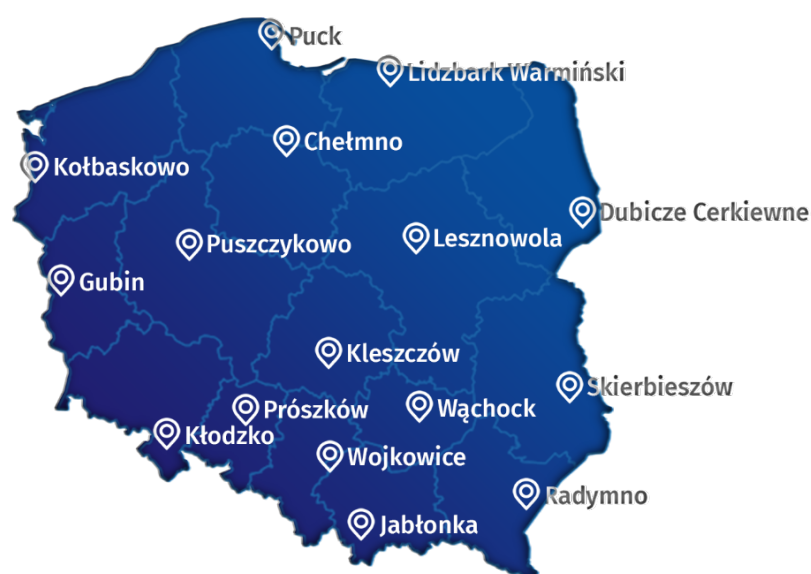 Puck
Lidzbark Warmiński
Chełmno
Kołbaskowo
Dubicze Cerkiewne
Puszczykowo
Lesznowola
Gubin
Kleszczów
Skierbieszów
Prószków
Wąchock
Kłodzko
Wojkowice
Radymno
Jabłonka